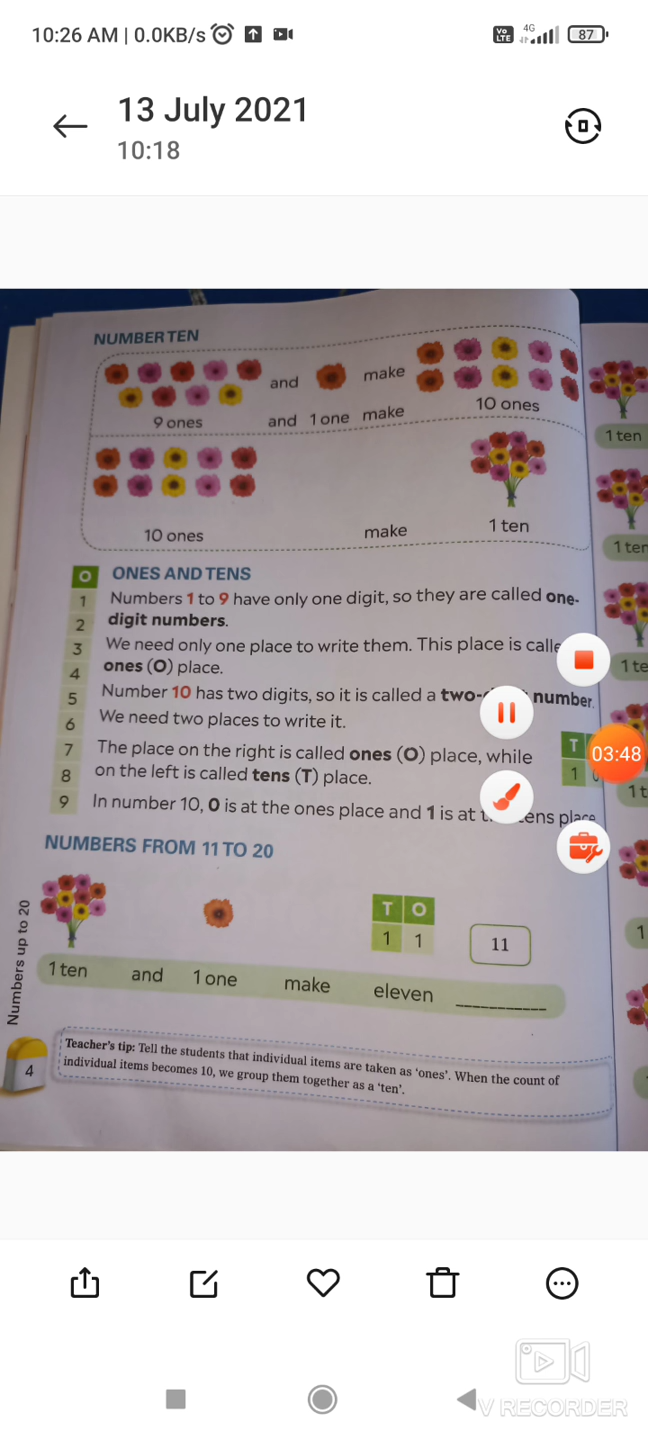 10:26 AM | 0.0KB/s
Vo LTE 4G 87
13 July 2021
10:18
NUMBER TEN
and make
9 ones and 1 one make 10 ones
10 ones make 1 ten
1 ten
1 ten
1 te
1 t
1
O ONES AND TENS
1 Numbers 1 to 9 have only one digit, so they are called one-
2 digit numbers.
3 We need only one place to write them. This place is calle
4 ones (O) place.
5 Number 10 has two digits, so it is called a two- number.
6 We need two places to write it.
7 The place on the right is called ones (O) place, while
8 on the left is called tens (T) place.
9 In number 10, 0 is at the ones place and 1 is at tens place
T
1 0
03:48
NUMBERS FROM 11 TO 20
T O
1 1
11
1 ten and 1 one make eleven
Numbers up to 20
4
Teacher's tip: Tell the students that individual items are taken as 'ones'. When the count of
individual items becomes 10, we group them together as a 'ten'.
V RECORDER